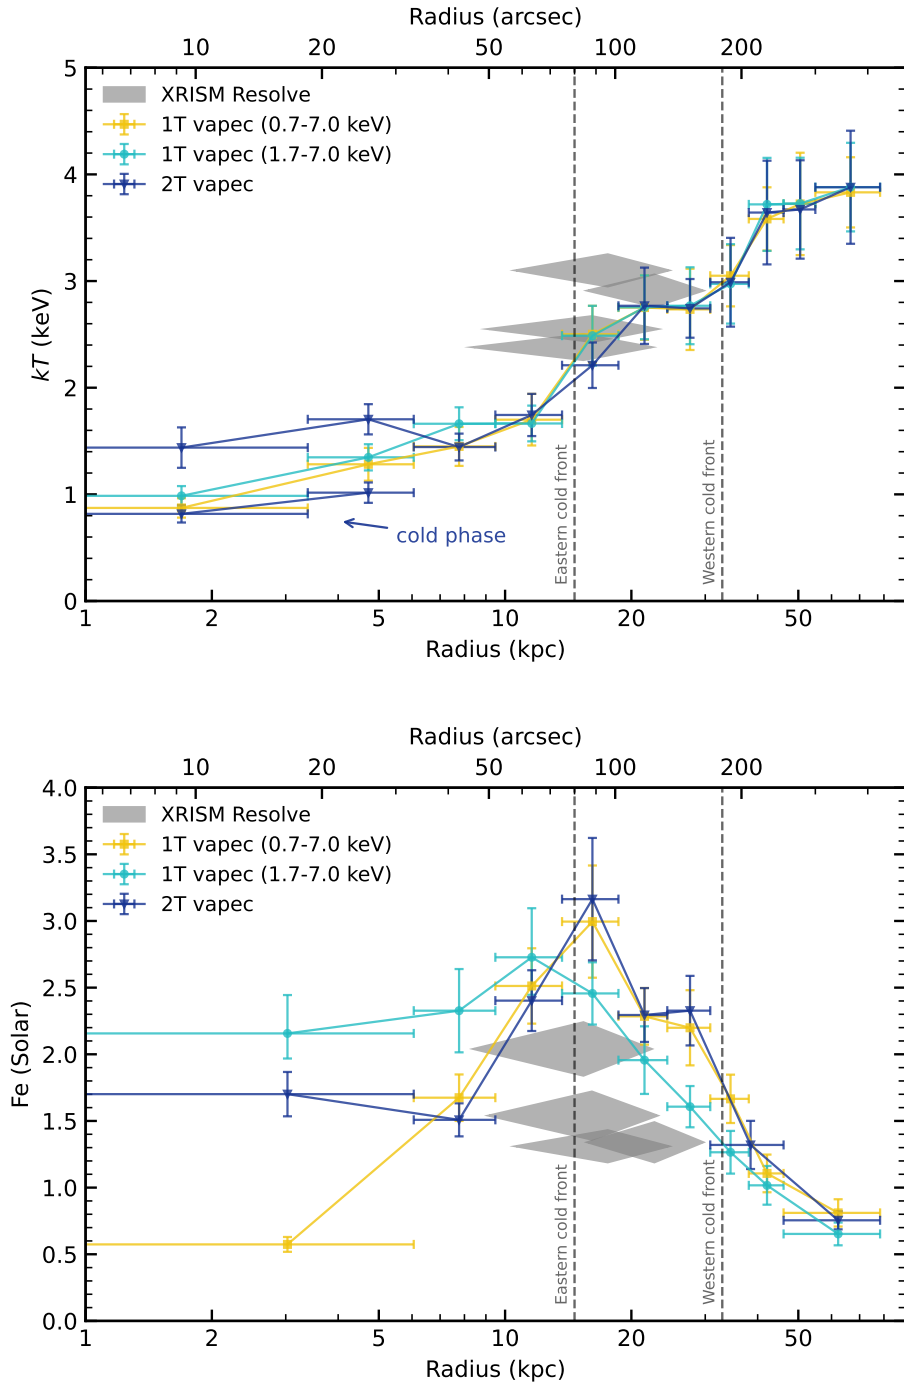 Radius (arcsec)
10 20 50 100 200
5
4
3
2
1
0
kT (keV)
XRISM Resolve
1T vapec (0.7-7.0 keV)
1T vapec (1.7-7.0 keV)
2T vapec
cold phase
Eastern cold front
Western cold front
1 2 5 10 20 50
Radius (kpc)
Radius (arcsec)
10 20 50 100 200
4.0
3.5
3.0
2.5
2.0
1.5
1.0
0.5
0.0
Fe (Solar)
XRISM Resolve
1T vapec (0.7-7.0 keV)
1T vapec (1.7-7.0 keV)
2T vapec
Eastern cold front
Western cold front
1 2 5 10 20 50
Radius (kpc)